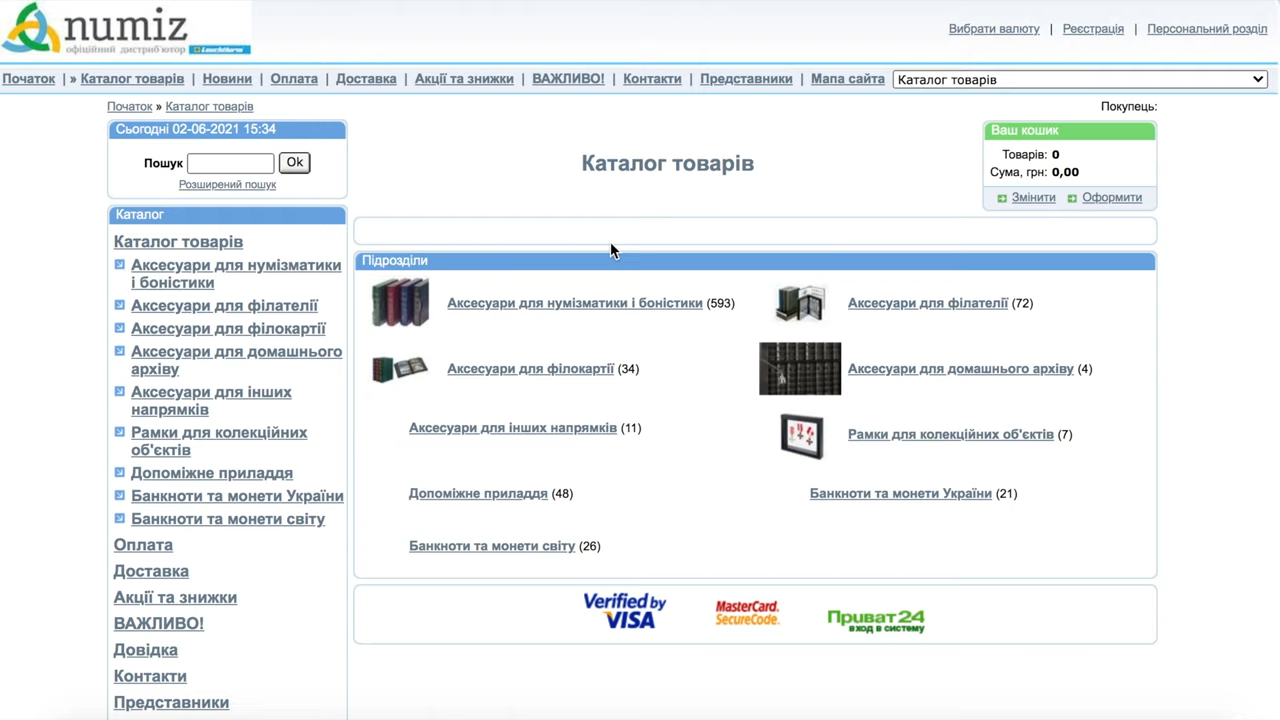 numiz
офіційний дистриб'ютор Leuchtturm
Вибрати валюту | Реєстрація | Персональний розділ
Початок | » Каталог товарів | Новини | Оплата | Доставка | Акції та знижки | ВАЖЛИВО! | Контакти | Представники | Мапа сайта Каталог товарів
Початок » Каталог товарів
Покупець:
Сьогодні 02-06-2021 15:34
Пошук Ok
Розширений пошук
Каталог товарів
Ваш кошик
Товарів: 0
Сума, грн: 0,00
Змінити Оформити
Каталог
Каталог товарів
Аксесуари для нумізматики
і боністики
Аксесуари для філателії
Аксесуари для філокартії
Аксесуари для домашнього
архіву
Аксесуари для інших
напрямків
Рамки для колекційних
об'єктів
Допоміжне приладдя
Банкноти та монети України
Банкноти та монети світу
Оплата
Доставка
Акції та знижки
ВАЖЛИВО!
Довідка
Контакти
Представники
Підрозділи
Аксесуари для нумізматики і боністики (593)
Аксесуари для філателії (72)
Аксесуари для філокартії (34)
Аксесуари для домашнього архіву (4)
Аксесуари для інших напрямків (11)
Рамки для колекційних об'єктів (7)
Допоміжне приладдя (48)
Банкноти та монети України (21)
Банкноти та монети світу (26)
Verified by
VISA
MasterCard.
SecureCode.
Приват24
вход в систему